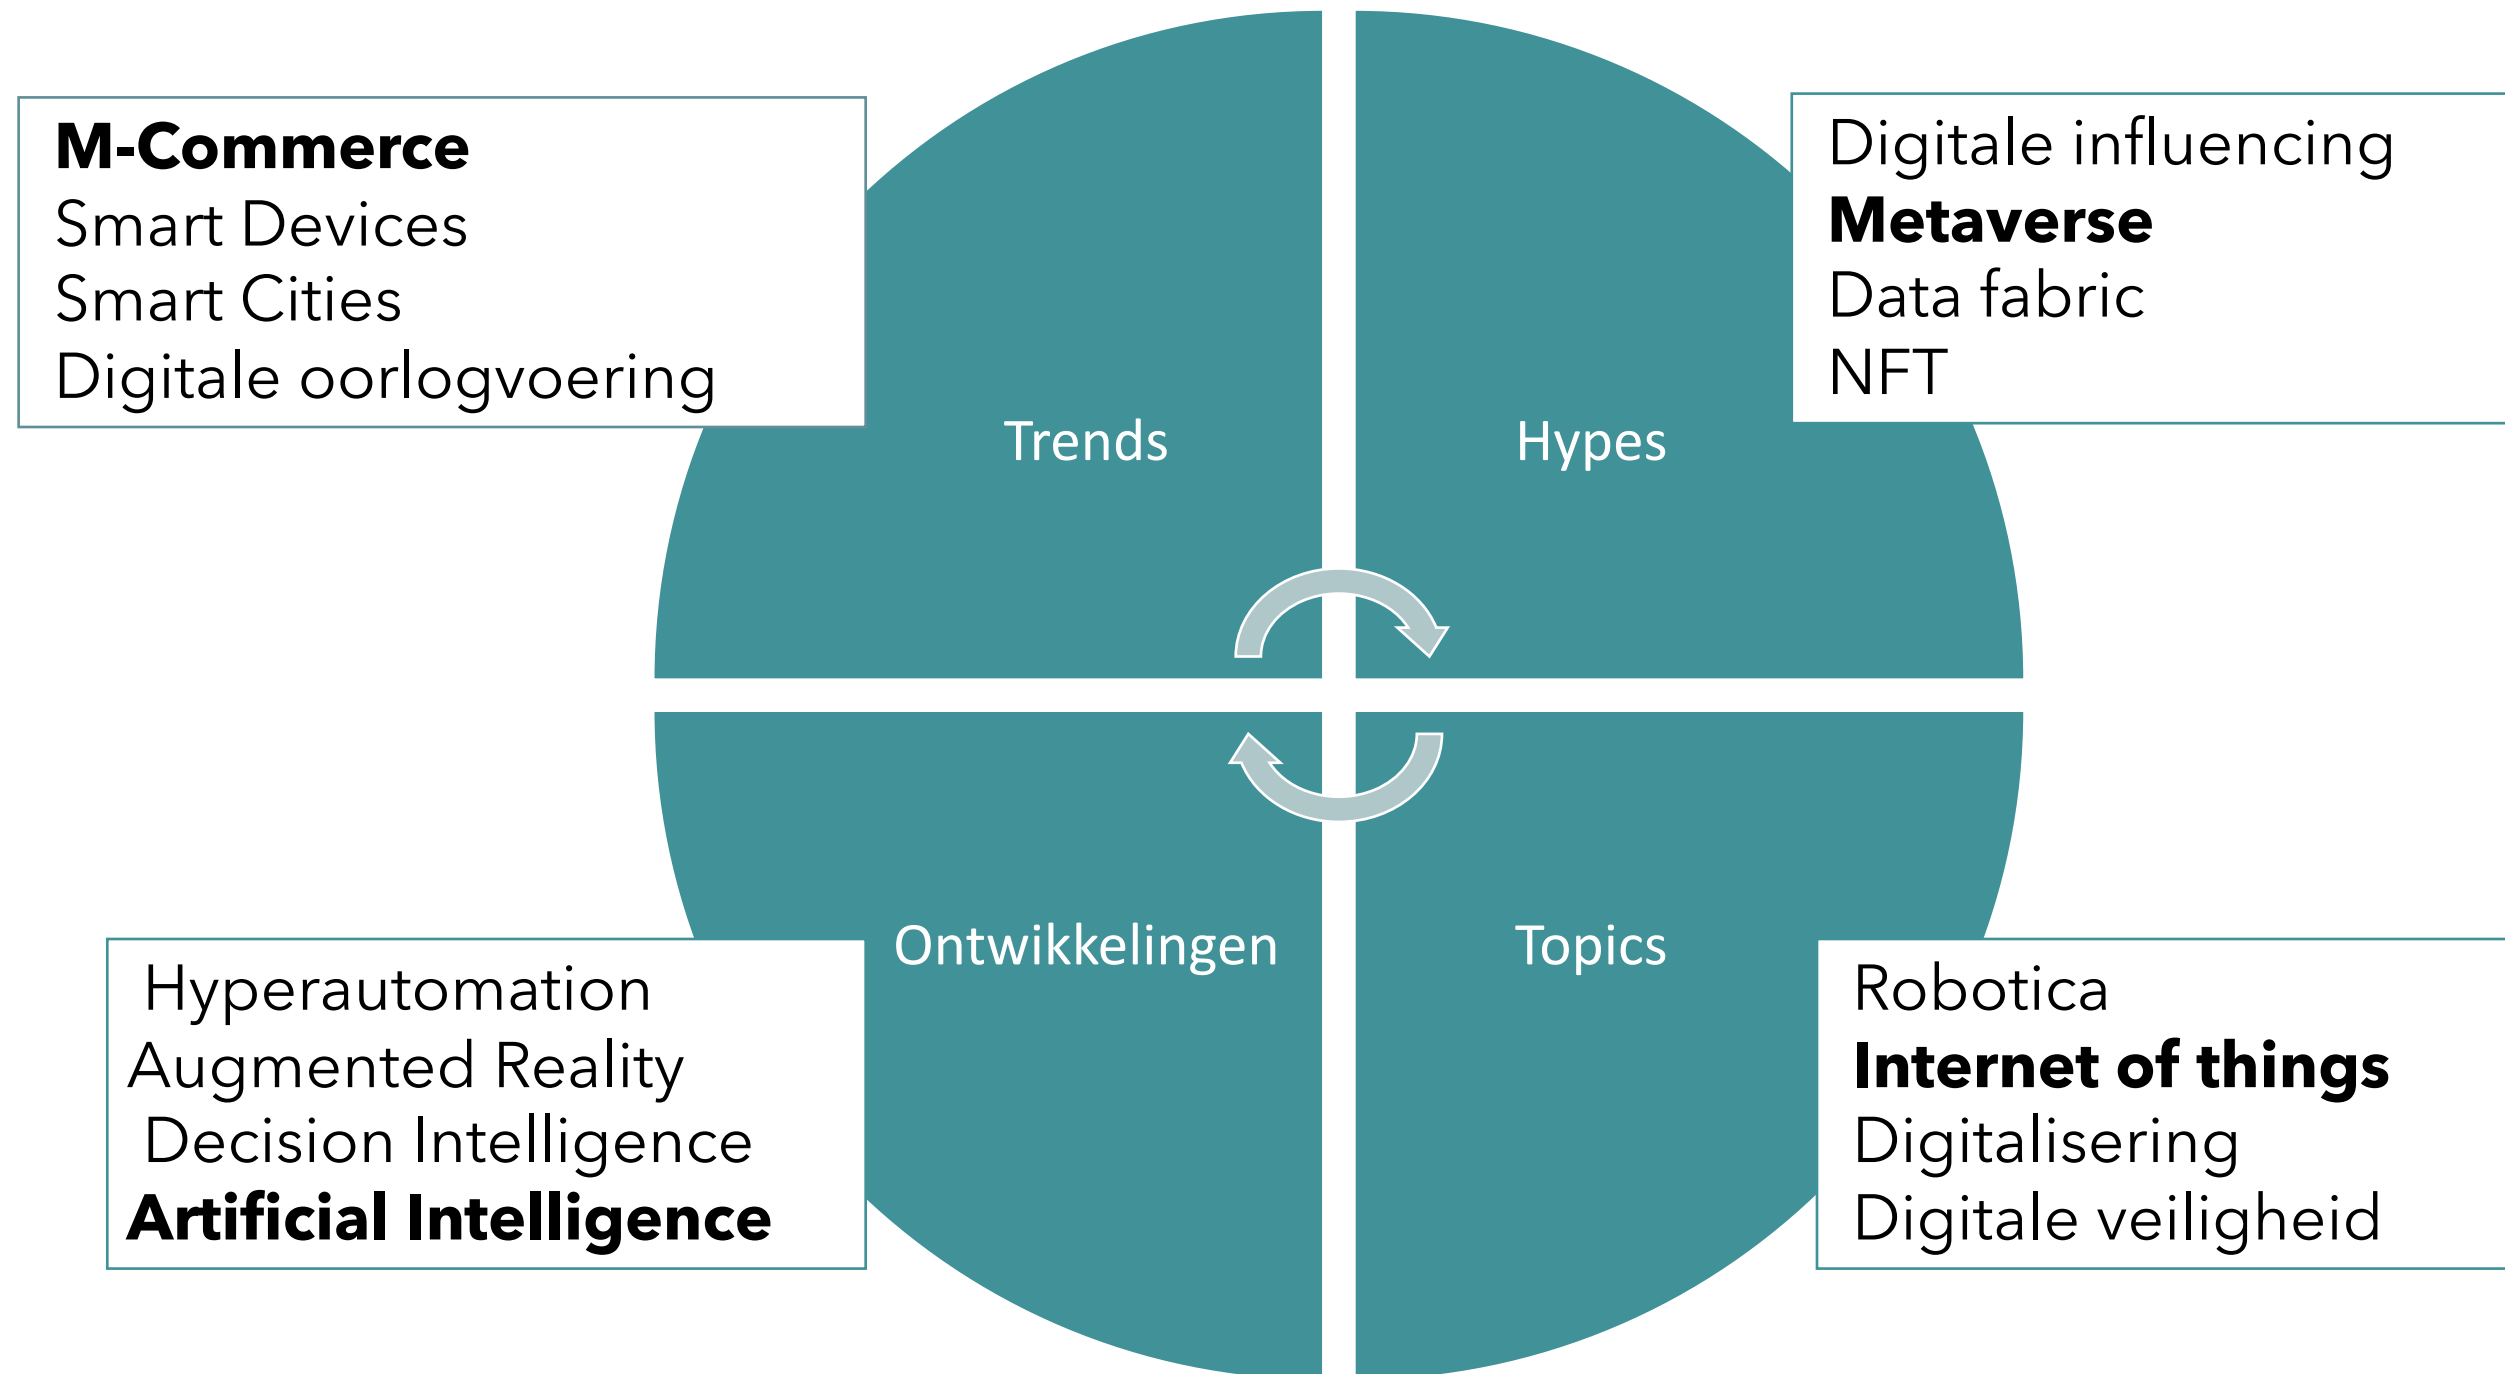 M-Commerce
Smart Devices
Smart Cities
Digitale oorlogvoering
Trends
Hypes
Digitale influencing
Metaverse
Data fabric
NFT
Hyperautomation
Augmented Reality
Decision Intelligence
Artificial Intelligence
Ontwikkelingen
Topics
Robotica
Internet of things
Digitalisering
Digitale veiligheid